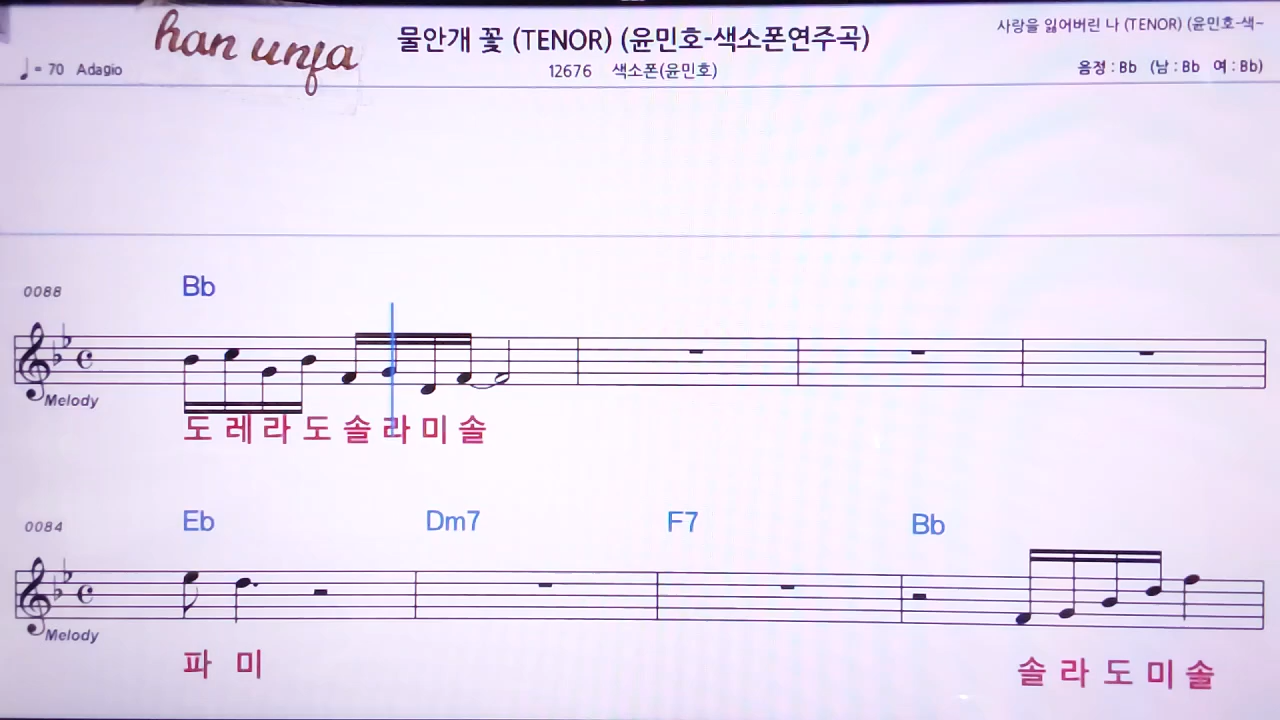 han unfa
물안개 꽃 (TENOR) (윤민호-색소폰연주곡)
사랑을 잃어버린 나 (TENOR) (윤민호-색~
♩= 70 Adagio
12676 색소폰(윤민호)
음정 : Bb (남 : Bb 여 : Bb)
0088
Bb
Melody
도 레 라 도 솔 라 미 솔
0084
Eb Dm7 F7 Bb
Melody
파 미 솔 라 도 미 솔